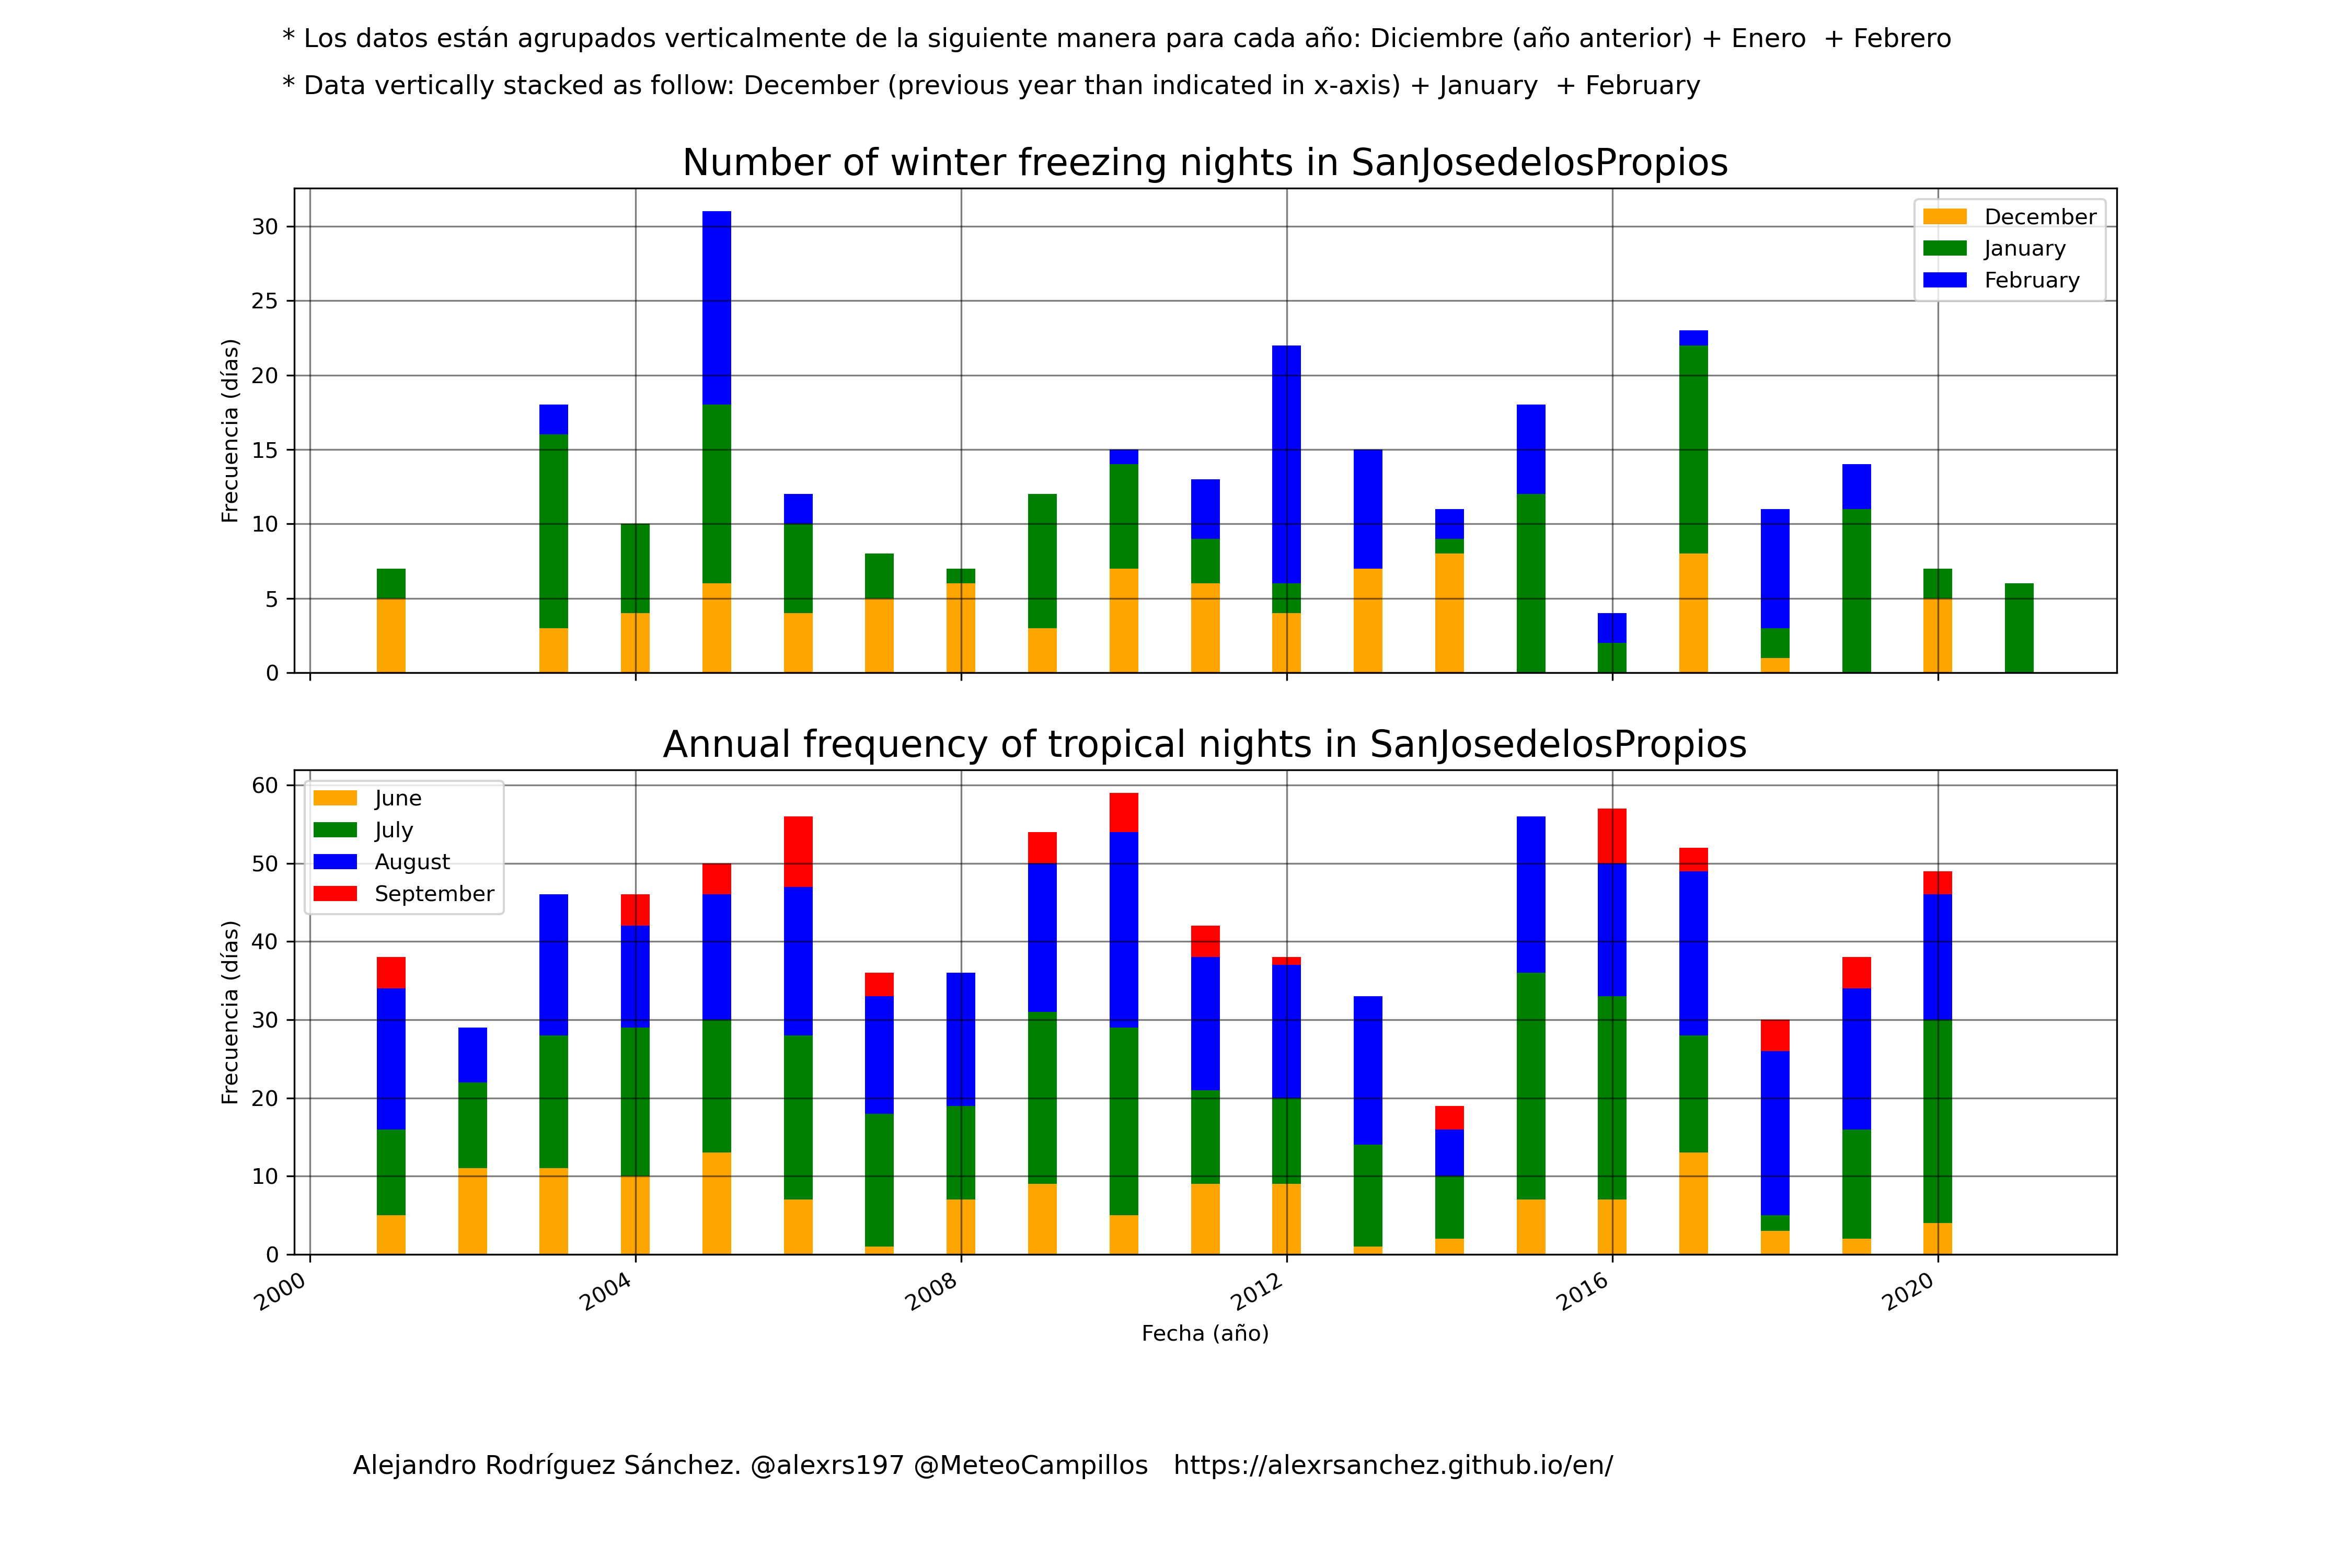 * Los datos están agrupados verticalmente de la siguiente manera para cada año: Diciembre (año anterior) + Enero  + Febrero
* Data vertically stacked as follow: December (previous year than indicated in x-axis) + January  + February
Number of winter freezing nights in SanJosedelosPropios
Frecuencia (días)
30
25
20
15
10
5
0
December
January
February
Annual frequency of tropical nights in SanJosedelosPropios
Frecuencia (días)
60
50
40
30
20
10
0
June
July
August
September
2000 2004 2008 2012 2016 2020
Fecha (año)
Alejandro Rodríguez Sánchez. @alexrs197 @MeteoCampillos   https://alexrsanchez.github.io/en/